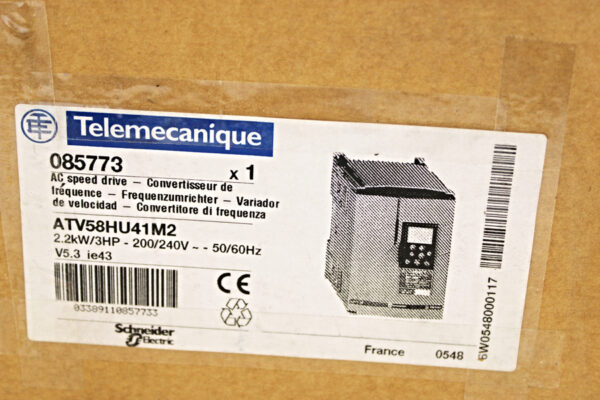 Telemecanique
085773 x 1
AC speed drive – Convertisseur de
fréquence – Frequenzumrichter – Variador
de velocidad – Convertitore di frequenza
ATV58HU41M2
2.2kW/3HP - 200/240V ~ - 50/60Hz
V5.3 ie43
CE
03389110857733
Schneider
Electric
France 0548
6W0548000117